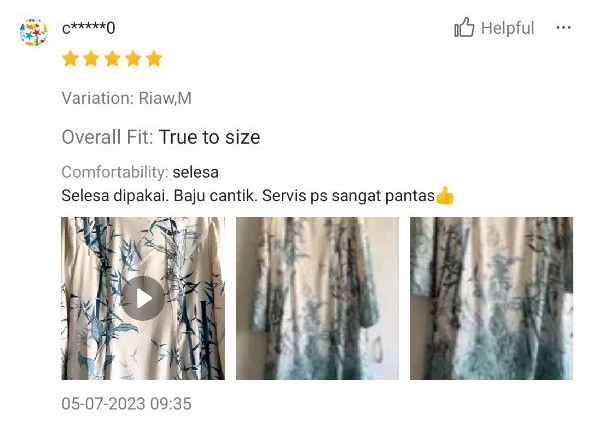 c*****0
Helpful
Variation: Riaw,M
Overall Fit: True to size
Comfortability: selesa
Selesa dipakai. Baju cantik. Servis ps sangat pantas👍
05-07-2023 09:35